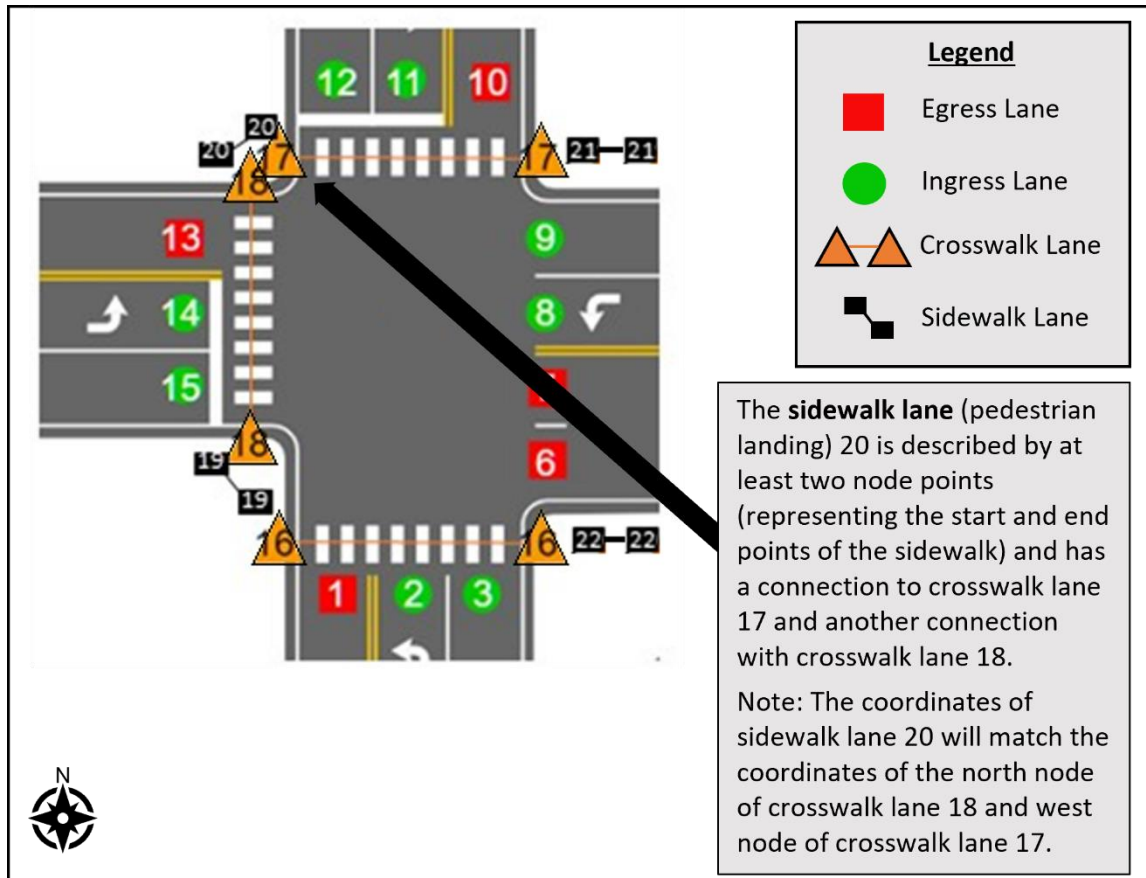 12
11
10
20
20
17
17
21
21
18
13
9
14
8
15
6
18
19
19
16
16
22
22
1
2
3
N
Legend
Egress Lane
Ingress Lane
Crosswalk Lane
Sidewalk Lane
The sidewalk lane (pedestrian
landing) 20 is described by at
least two node points
(representing the start and end
points of the sidewalk) and has
a connection to crosswalk lane
17 and another connection
with crosswalk lane 18.
Note: The coordinates of
sidewalk lane 20 will match the
coordinates of the north node
of crosswalk lane 18 and west
node of crosswalk lane 17.